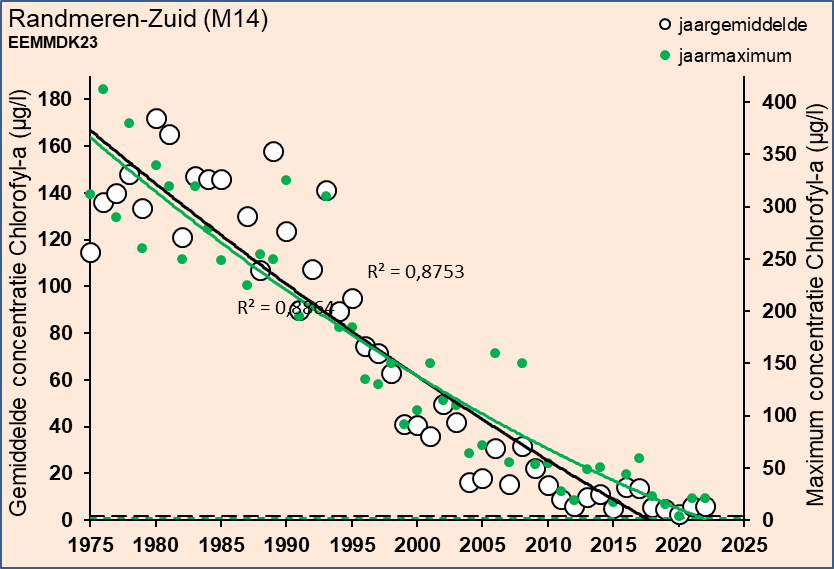 Randmeren-Zuid (M14)
EEMMDK23
jaargemiddelde
jaarmaximum
Gemiddelde concentratie Chlorofyl-a (µg/l)
180
160
140
120
100
80
60
40
20
0
R² = 0,8753
R² = 0,8864
400
350
300
250
200
150
100
50
0
Maximum concentratie Chlorofyl-a (µg/l)
1975 1980 1985 1990 1995 2000 2005 2010 2015 2020 2025